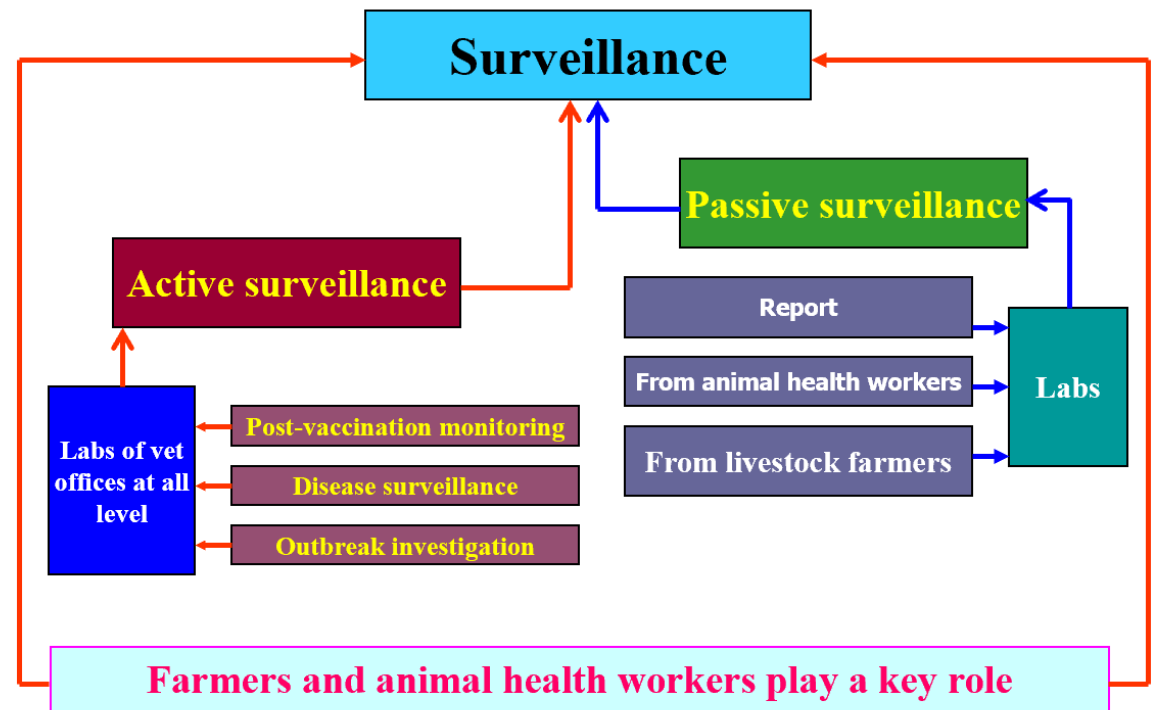 Surveillance
Passive surveillance
Active surveillance
Report
From animal health workers
From livestock farmers
Labs
Labs of vet
offices at all
level
Post-vaccination monitoring
Disease surveillance
Outbreak investigation
Farmers and animal health workers play a key role